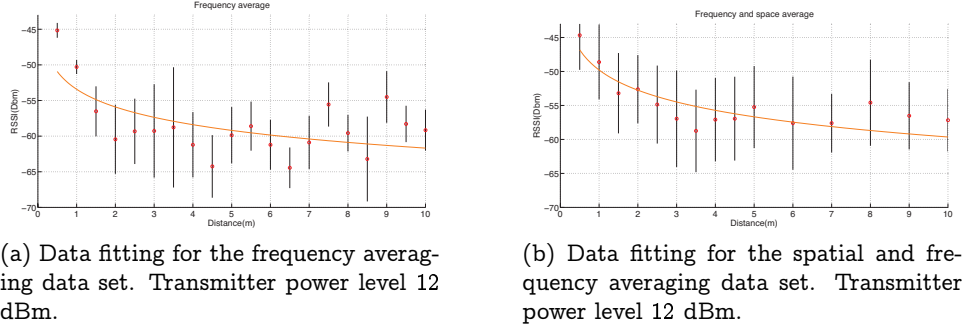 Frequency average
−45
−50
−55
−60
−65
−70
RSSI(Dbm)
0 1 2 3 4 5 6 7 8 9 10
Distance(m)
(a) Data fitting for the frequency averag-
ing data set. Transmitter power level 12
dBm.
Frequency and space average
−45
−50
−55
−60
−65
−70
RSSI(Dbm)
0 1 2 3 4 5 6 7 8 9 10
Distance(m)
(b) Data fitting for the spatial and fre-
quency averaging data set. Transmitter
power level 12 dBm.